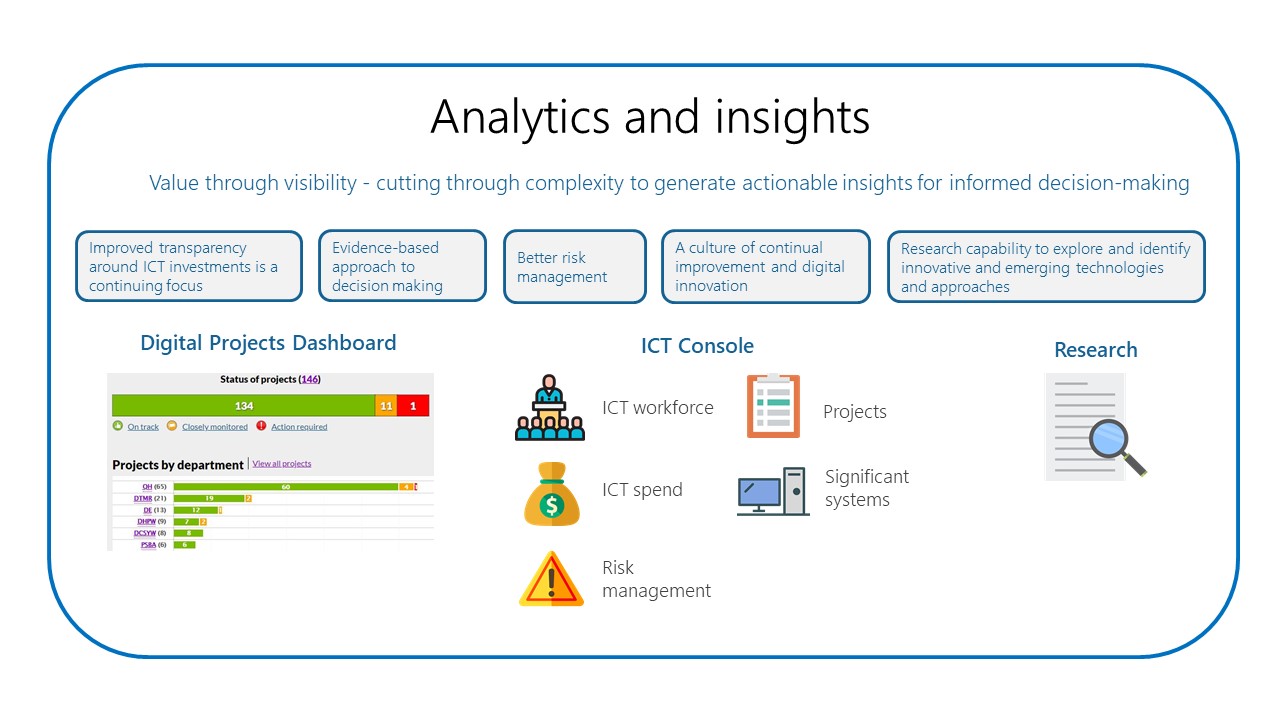 Analytics and insights
Value through visibility - cutting through complexity to generate actionable insights for informed decision-making
Improved transparency
around ICT investments is a
continuing focus
Evidence-based
approach to
decision making
Better risk
management
A culture of continual
improvement and digital
innovation
Research capability to explore and identify
innovative and emerging technologies
and approaches
Digital Projects Dashboard
Status of projects (146)
134 11 1
On track Closely monitored Action required
Projects by department View all projects
QH (65) 60 4
DTMR (21) 19 2
DE (13) 12
DHPW (9) 7 2
DCSYW (8) 8
PSBA (6) 6
ICT Console
ICT workforce
Projects
ICT spend
Significant
systems
Risk
management
Research